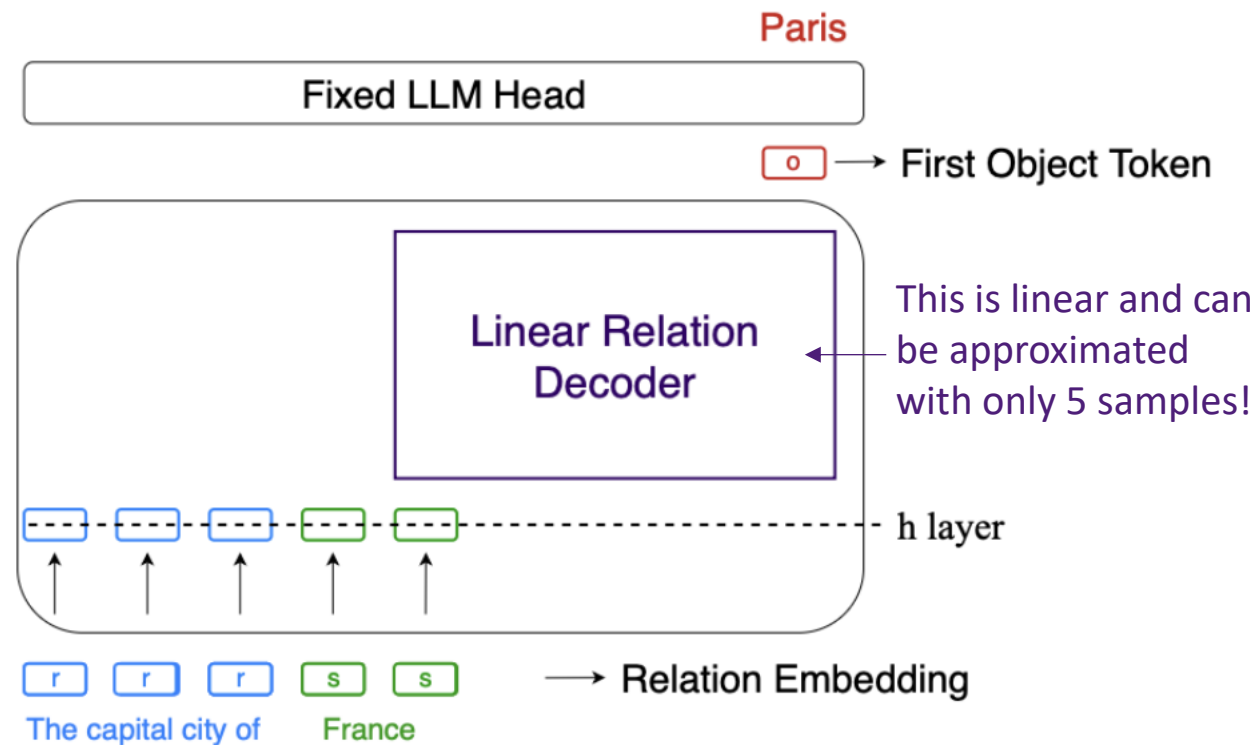 Paris
Fixed LLM Head
o
First Object Token
Linear Relation
Decoder
This is linear and can
be approximated
with only 5 samples!
h layer
r r r s s
Relation Embedding
The capital city of France